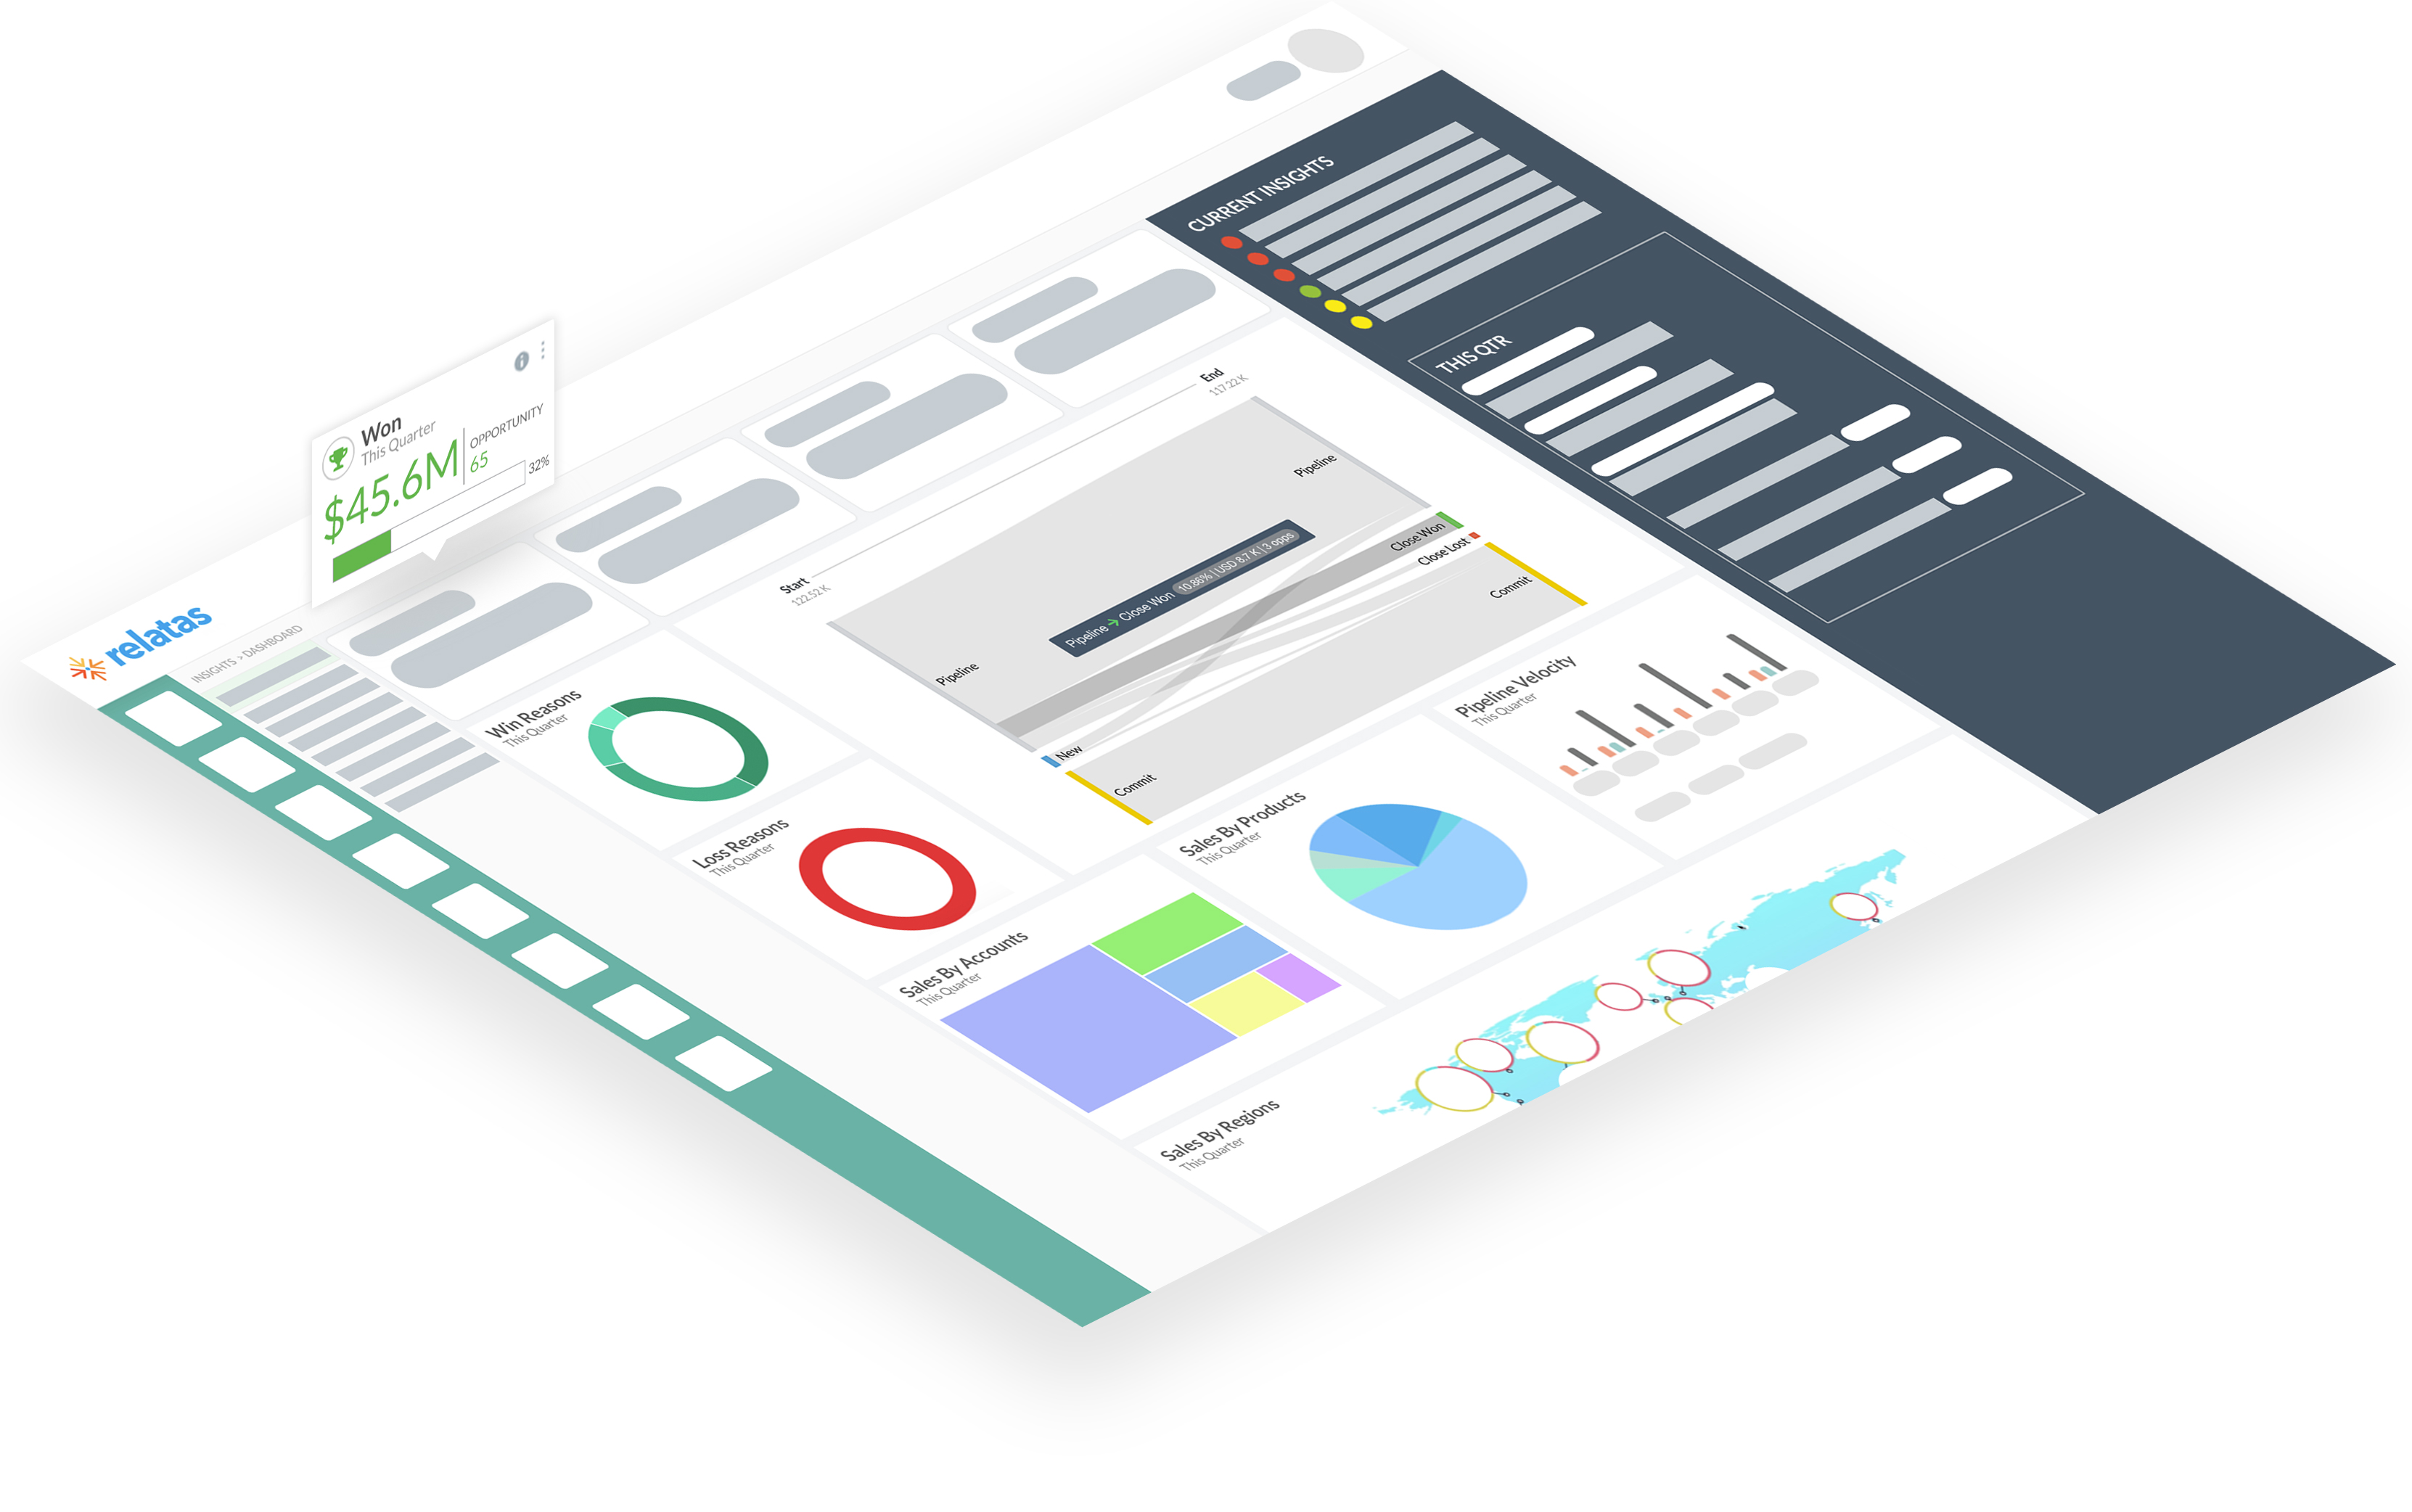 relatas
INSIGHTS > DASHBOARD
Won
This Quarter
$45.6M
OPPORTUNITY
65
32%
Start
122.52 K
End
117.22 K
Pipeline
Pipeline
Pipeline → Close Won 10.86% | USD 8.7 K | 3 opps
Close Won
Close Lost
Commit
New
Commit
Win Reasons
This Quarter
Loss Reasons
This Quarter
Sales By Accounts
This Quarter
Sales By Products
This Quarter
Pipeline Velocity
This Quarter
Sales By Regions
This Quarter
CURRENT INSIGHTS
THIS QTR